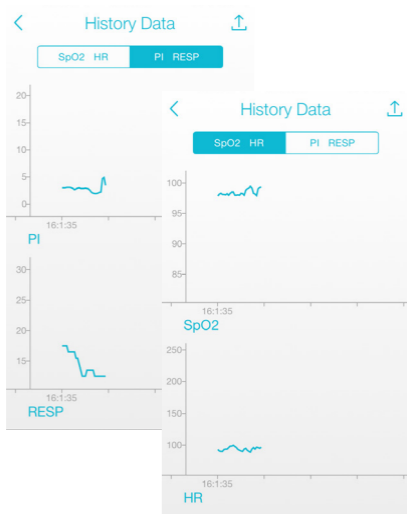 History Data
SpO2 HR
PI RESP
20
15
10
5
0
16:1:35
PI
30
25
20
15
16:1:35
RESP
History Data
SpO2 HR
PI RESP
100
95
90
85
16:1:35
SpO2
250
200
150
100
16:1:35
HR